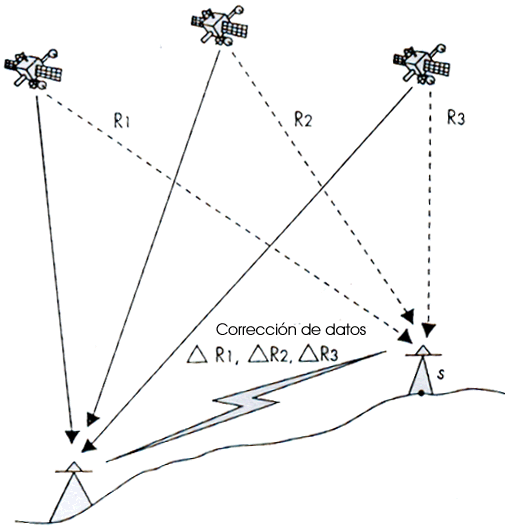 R1
R2
R3
Corrección de datos
△ R1, △R2, △R3
s